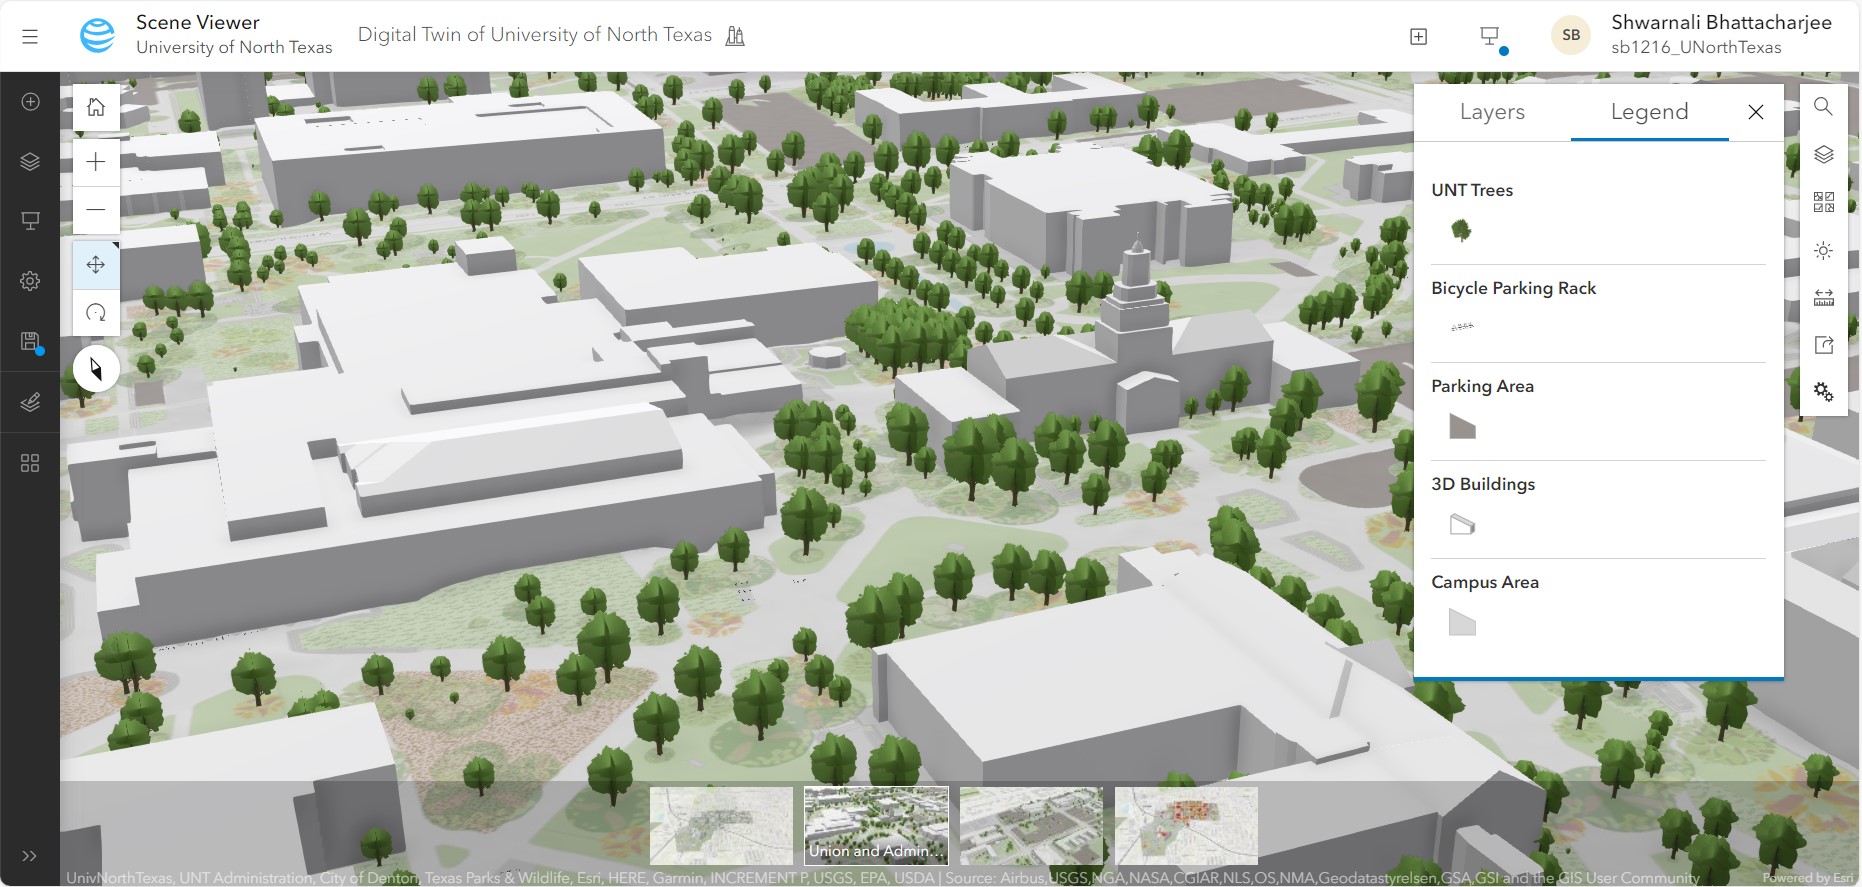 Scene Viewer
University of North Texas
Digital Twin of University of North Texas
SB
Shwarnali Bhattacharjee
sb1216_UNorthTexas
Layers
Legend
UNT Trees
Bicycle Parking Rack
Parking Area
3D Buildings
Campus Area
Union and Admin...
UnivNorthTexas, UNT Administration, City of Denton, Texas Parks & Wildlife, Esri, HERE, Garmin, INCREMENT P, USGS, EPA, USDA | Source: Airbus,USGS,NGA,NASA,CGIAR,NLS,OS,NMA,Geodatastyrelsen,GSA,GSI and the GIS User Community
Powered by Esri